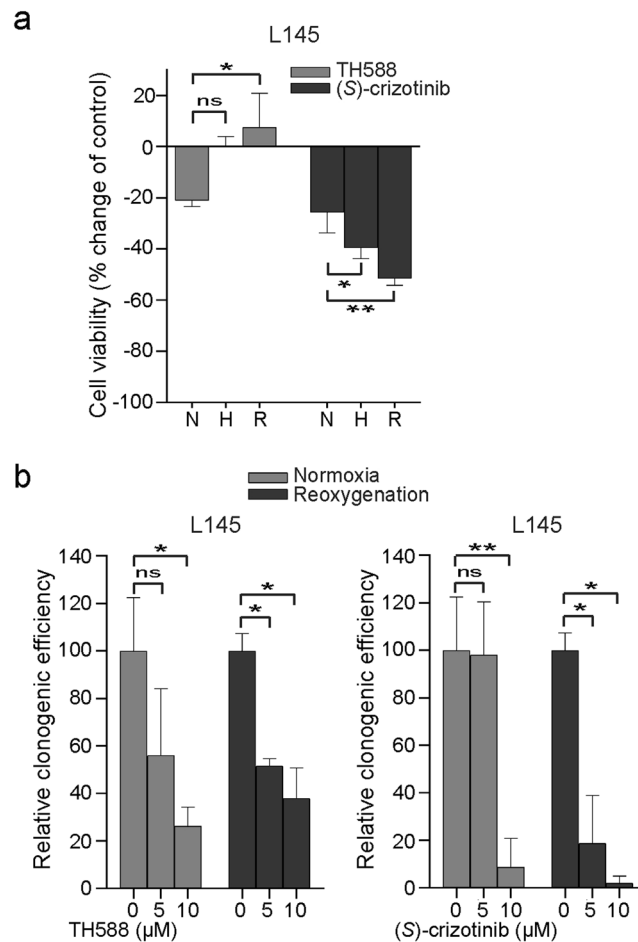 a
L145
TH588
(S)-crizotinib
*
ns
20
0
-20
-40
-60
-80
-100
Cell viability (% change of control)
*
**
N H R N H R
b
Normoxia
Reoxygenation
L145
L145
140
120
100
80
60
40
20
0
Relative clonogenic efficiency
*
ns
*
*
0 5 10 0 5 10
TH588 (µM)
140
120
100
80
60
40
20
0
Relative clonogenic efficiency
**
ns
*
*
0 5 10 0 5 10
(S)-crizotinib (µM)